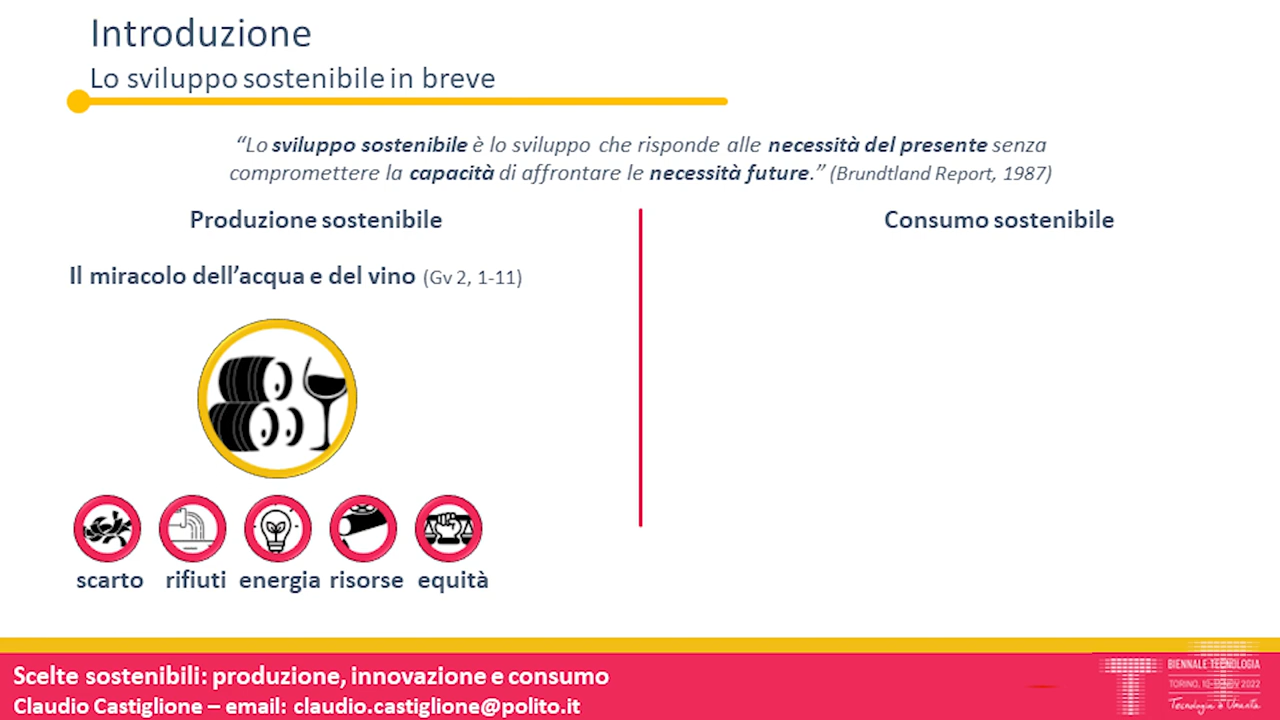 Introduzione
Lo sviluppo sostenibile in breve
“Lo sviluppo sostenibile è lo sviluppo che risponde alle necessità del presente senza
compromettere la capacità di affrontare le necessità future.” (Brundtland Report, 1987)
Produzione sostenibile
Consumo sostenibile
Il miracolo dell’acqua e del vino (Gv 2, 1-11)
scarto rifiuti energia risorse equità
Scelte sostenibili: produzione, innovazione e consumo
Claudio Castiglione – email: claudio.castiglione@polito.it
BIENNALE TECNOLOGIA
TORINO, 2022
Tecnologia è Umanità